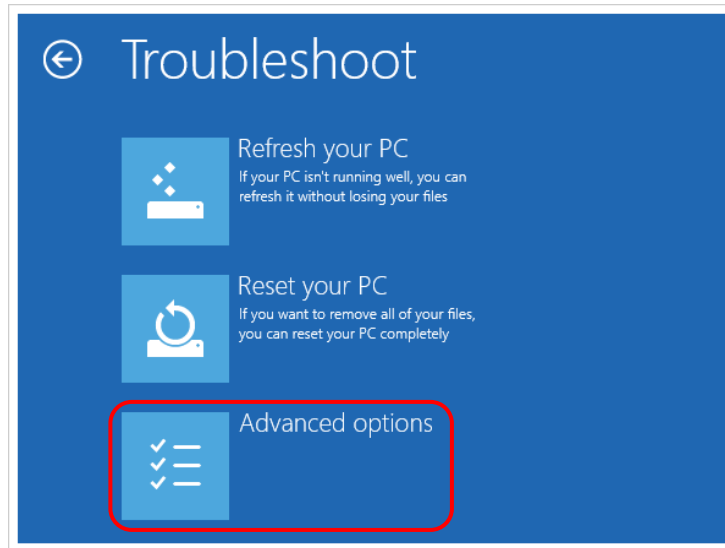 Troubleshoot
Refresh your PC
If your PC isn't running well, you can
refresh it without losing your files
Reset your PC
If you want to remove all of your files,
you can reset your PC completely
Advanced options